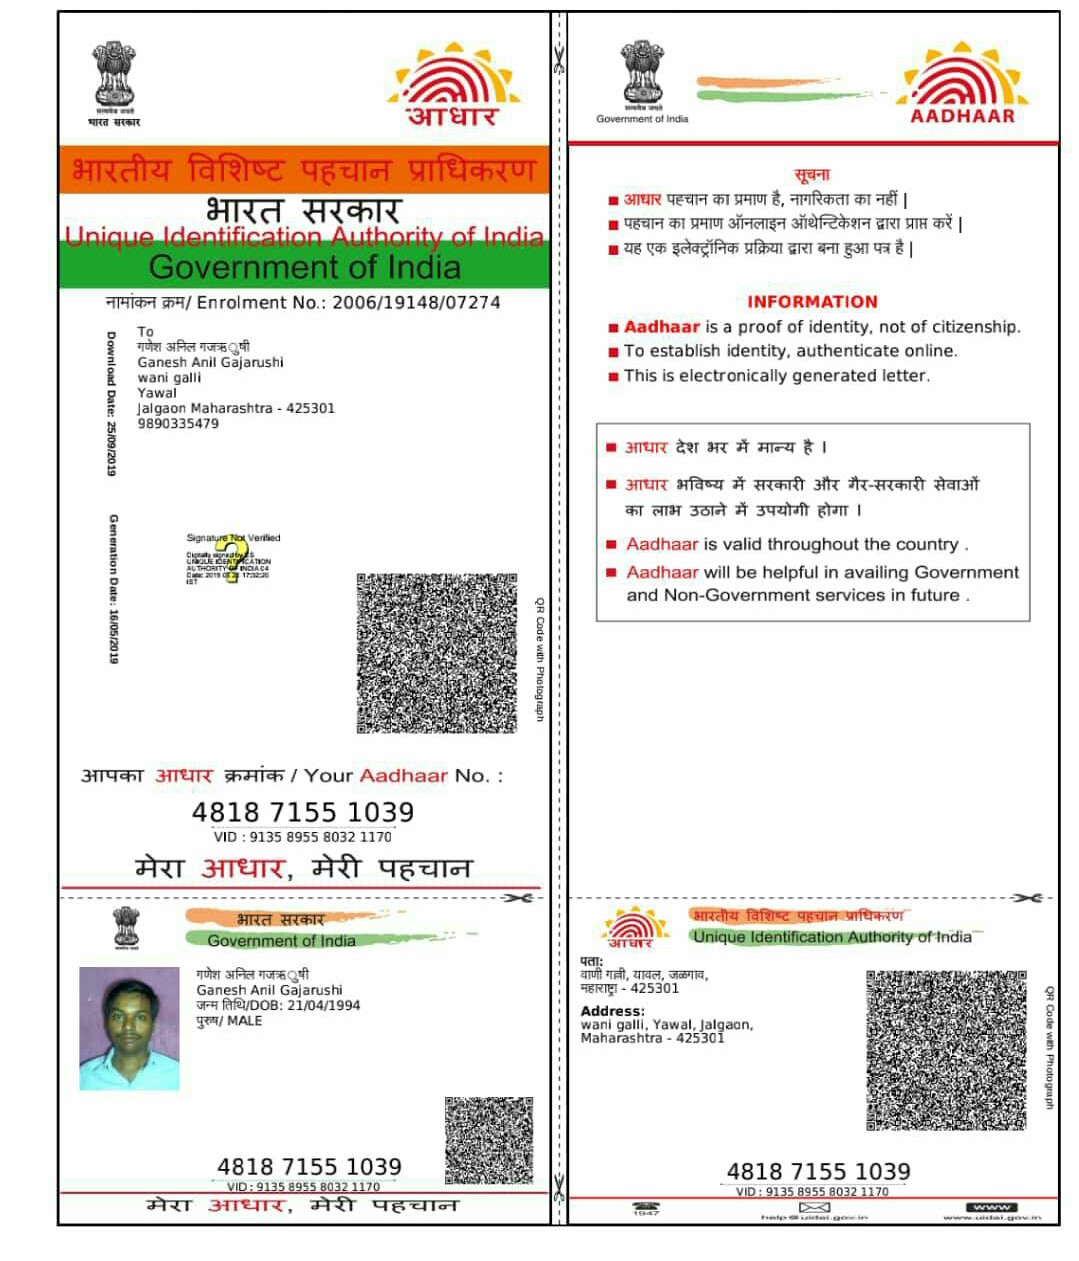 सत्यमेव जयते
भारत सरकार
आधार
भारतीय विशिष्ट पहचान प्राधिकरण
भारत सरकार
Unique Identification Authority of India
Government of India
नामांकन क्रम/ Enrolment No.: 2006/19148/07274
Download Date: 25/09/2019
To
गणेश अनिल गजऋुषी
Ganesh Anil Gajarushi
wani galli
Yawal
Jalgaon Maharashtra - 425301
9890335479
Generation Date: 16/05/2019
Signature Not Verified
Digitally signed by DS
UNIQUE IDENTIFICATION
AUTHORITY OF INDIA 04
Date: 2019 17:32:20
IST
QR Code with Photograph
आपका आधार क्रमांक / Your Aadhaar No. :
4818 7155 1039
VID : 9135 8955 8032 1170
मेरा आधार, मेरी पहचान
भारत सरकार
Government of India
गणेश अनिल गजऋुषी
Ganesh Anil Gajarushi
जन्म तिथि/DOB: 21/04/1994
पुरुष/ MALE
4818 7155 1039
VID : 9135 8955 8032 1170
मेरा आधार, मेरी पहचान
सत्यमेव जयते
Government of India
AADHAAR
सूचना
आधार पहचान का प्रमाण है, नागरिकता का नहीं |
पहचान का प्रमाण ऑनलाइन ऑथेन्टिकेशन द्वारा प्राप्त करें |
यह एक इलेक्ट्रॉनिक प्रक्रिया द्वारा बना हुआ पत्र है |
INFORMATION
Aadhaar is a proof of identity, not of citizenship.
To establish identity, authenticate online.
This is electronically generated letter.
आधार देश भर में मान्य है ।
आधार भविष्य में सरकारी और गैर-सरकारी सेवाओं
का लाभ उठाने में उपयोगी होगा ।
Aadhaar is valid throughout the country .
Aadhaar will be helpful in availing Government
and Non-Government services in future .
आधार
भारतीय विशिष्ट पहचान प्राधिकरण
Unique Identification Authority of India
पता:
वाणी गल्ली, यावल, जळगाव,
महाराष्ट्रा - 425301
Address:
wani galli, Yawal, Jalgaon,
Maharashtra - 425301
QR Code with Photograph
4818 7155 1039
VID : 9135 8955 8032 1170
1947
help@uidai.gov.in
www
www.uidai.gov.in